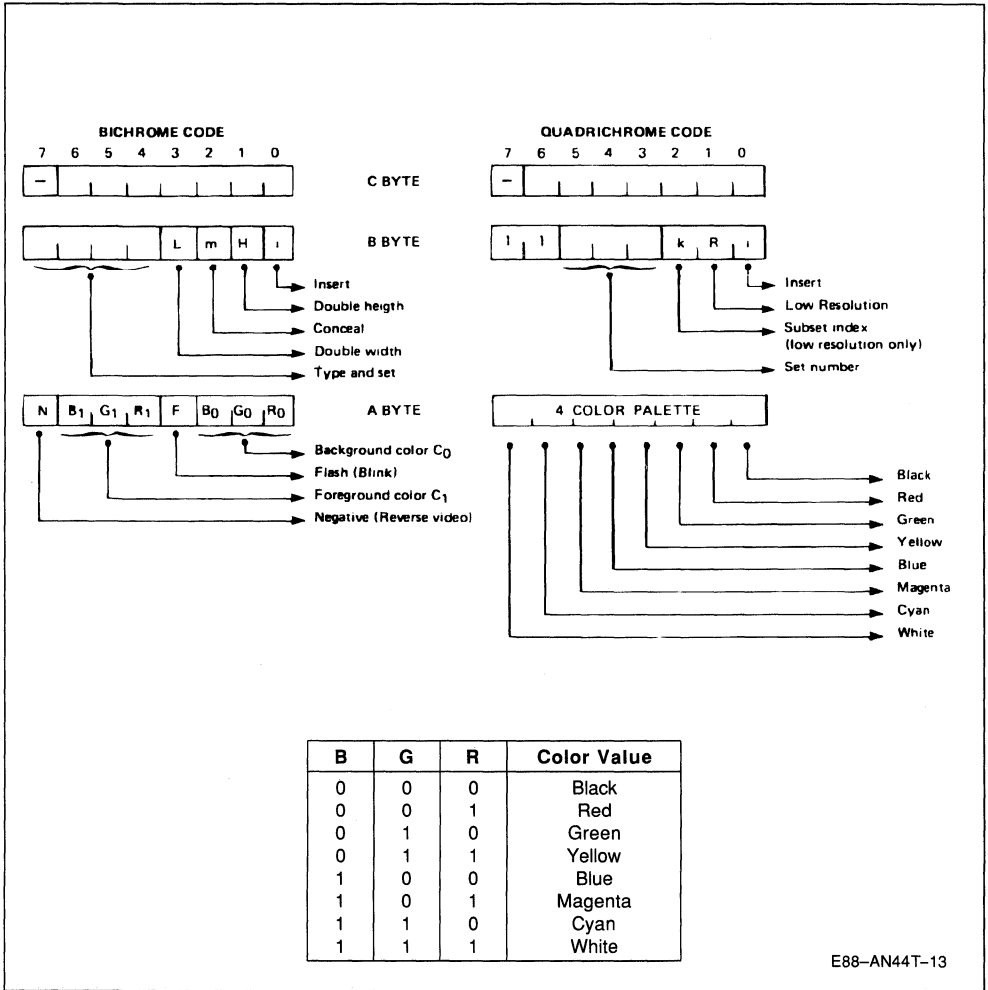 BICHROME CODE
7 6 5 4 3 2 1 0
–
C BYTE
L m H i
B BYTE
Insert
Double heigth
Conceal
Double width
Type and set
N B1 G1 R1 F B0 G0 R0
A BYTE
Background color C0
Flash (Blink)
Foreground color C1
Negative (Reverse video)
QUADRICHROME CODE
7 6 5 4 3 2 1 0
–
1 1 k R i
Insert
Low Resolution
Subset index
(low resolution only)
Set number
4 COLOR PALETTE
Black
Red
Green
Yellow
Blue
Magenta
Cyan
White
B G R Color Value
0 0 0 Black
0 0 1 Red
0 1 0 Green
0 1 1 Yellow
1 0 0 Blue
1 0 1 Magenta
1 1 0 Cyan
1 1 1 White
E88–AN44T–13